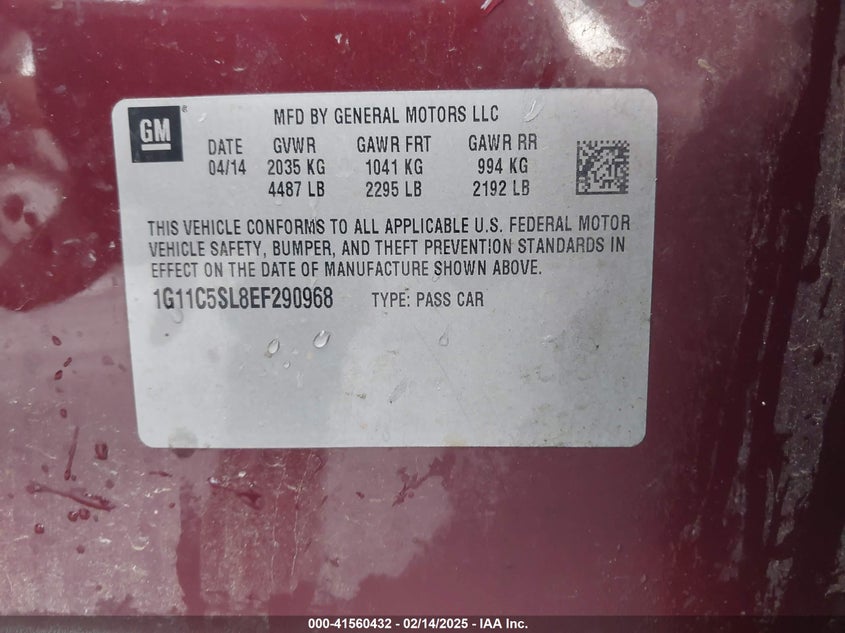 MFD BY GENERAL MOTORS LLC
GM®
DATE GVWR GAWR FRT GAWR RR
04/14 2035 KG 1041 KG 994 KG
4487 LB 2295 LB 2192 LB
THIS VEHICLE CONFORMS TO ALL APPLICABLE U.S. FEDERAL MOTOR
VEHICLE SAFETY, BUMPER, AND THEFT PREVENTION STANDARDS IN
EFFECT ON THE DATE OF MANUFACTURE SHOWN ABOVE.
1G11C5SL8EF290968 TYPE: PASS CAR
000-41560432 - 02/14/2025 - IAA Inc.